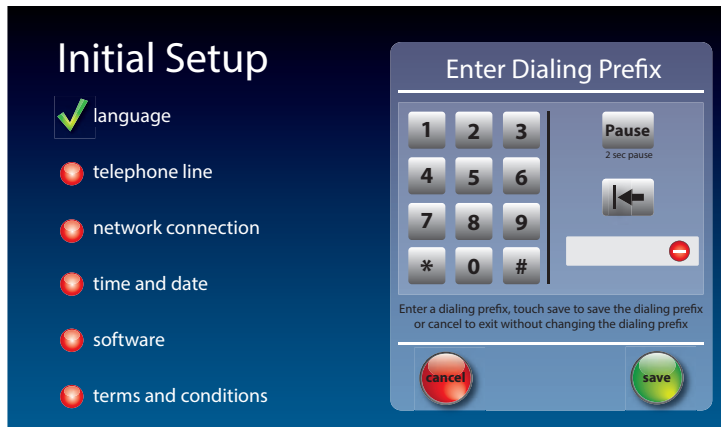 Initial Setup
language
telephone line
network connection
time and date
software
terms and conditions
Enter Dialing Prefix
1 2 3
4 5 6
7 8 9
* 0 #
Pause
2 sec pause
Enter a dialing prefix, touch save to save the dialing prefix
or cancel to exit without changing the dialing prefix
cancel
save